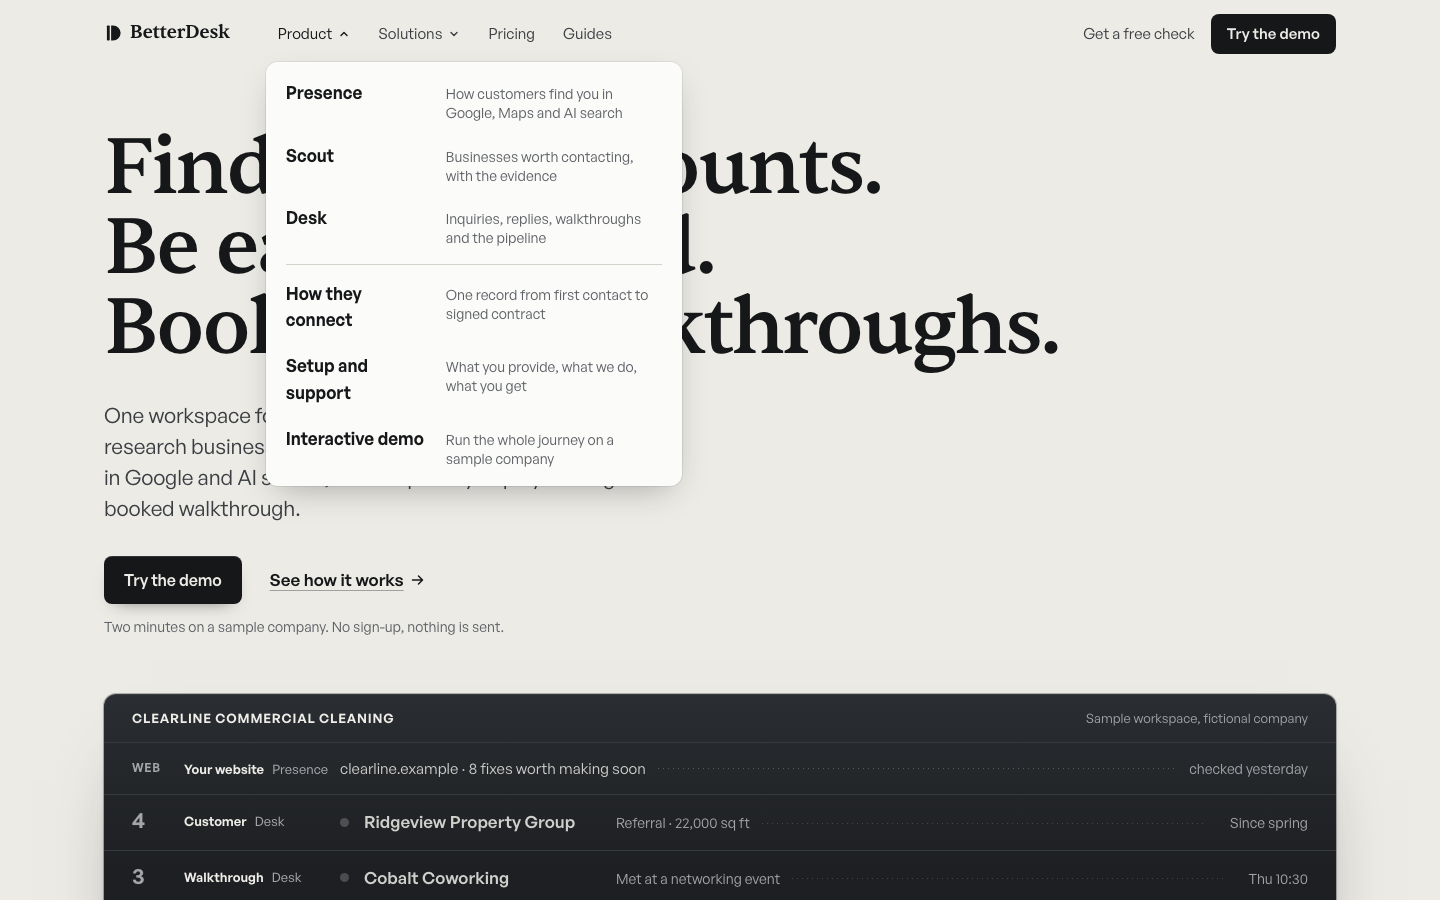 BetterDesk
Product
Solutions
Pricing
Guides
Get a free check
Try the demo
Presence
How customers find you in
Google, Maps and AI search
Scout
Businesses worth contacting,
with the evidence
Desk
Inquiries, replies, walkthroughs
and the pipeline
How they
connect
One record from first contact to
signed contract
Setup and
support
What you provide, what we do,
what you get
Interactive demo
Run the whole journey on a
sample company
Find
Be
One workspace
research
in Google and AI
booked walkthrough.
Try the demo
See how it works →
Two minutes on a sample company. No sign-up, nothing is sent.
CLEARLINE COMMERCIAL CLEANING
Sample workspace, fictional company
WEB Your website Presence clearline.example · 8 fixes worth making soon checked yesterday
4 Customer Desk Ridgeview Property Group Referral · 22,000 sq ft Since spring
3 Walkthrough Desk Cobalt Coworking Met at a networking event Thu 10:30